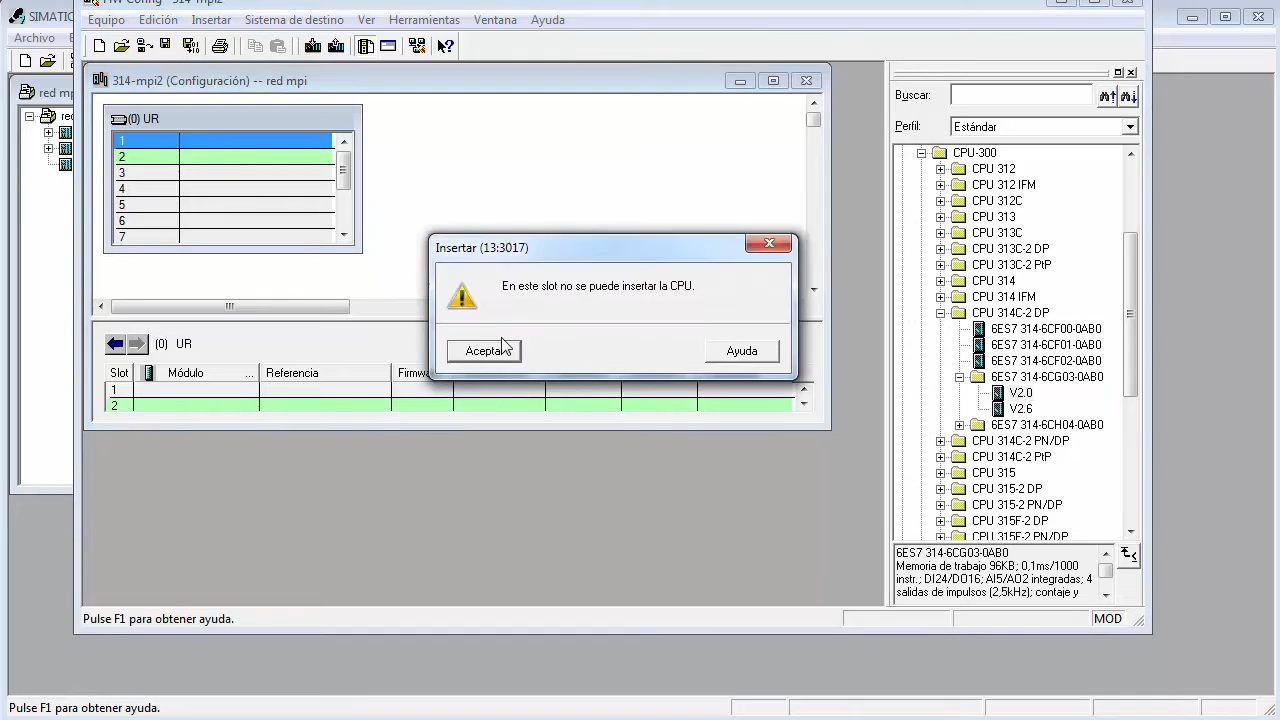 SIMATIC
HW Config - 314-mpi2
Archivo
Equipo Edición Insertar Sistema de destino Ver Herramientas Ventana Ayuda
red mp
red
314-mpi2 (Configuración) -- red mpi
(0) UR
1
2
3
4
5
6
7
Insertar (13:3017)
En este slot no se puede insertar la CPU.
Aceptar
Ayuda
(0) UR
Slot Módulo ... Referencia Firmwa
1
2
Buscar:
Perfil: Estándar
CPU-300
CPU 312
CPU 312 IFM
CPU 312C
CPU 313
CPU 313C
CPU 313C-2 DP
CPU 313C-2 PtP
CPU 314
CPU 314 IFM
CPU 314C-2 DP
6ES7 314-6CF00-0AB0
6ES7 314-6CF01-0AB0
6ES7 314-6CF02-0AB0
6ES7 314-6CG03-0AB0
V2.0
V2.6
6ES7 314-6CH04-0AB0
CPU 314C-2 PN/DP
CPU 314C-2 PtP
CPU 315
CPU 315-2 DP
CPU 315-2 PN/DP
CPU 315F-2 DP
CPU 315F-2 PN/DP
6ES7 314-6CG03-0AB0
Memoria de trabajo 96KB; 0,1ms/1000
instr.; DI24/DO16; AI5/AO2 integradas; 4
salidas de impulsos (2,5kHz); contaje y
Pulse F1 para obtener ayuda.
MOD
Pulse F1 para obtener ayuda.